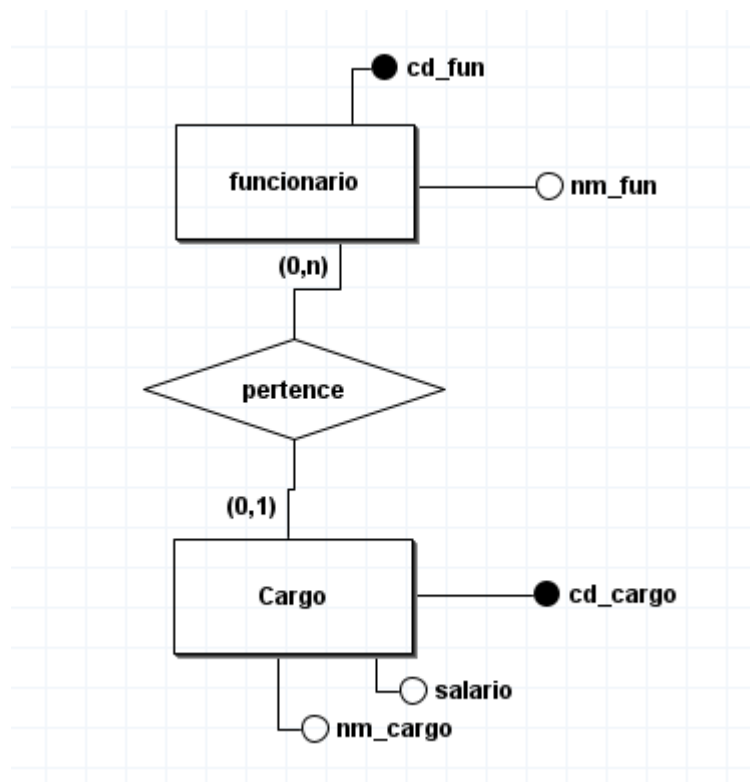 cd_fun
funcionario
nm_fun
(0,n)
pertence
(0,1)
Cargo
cd_cargo
salario
nm_cargo